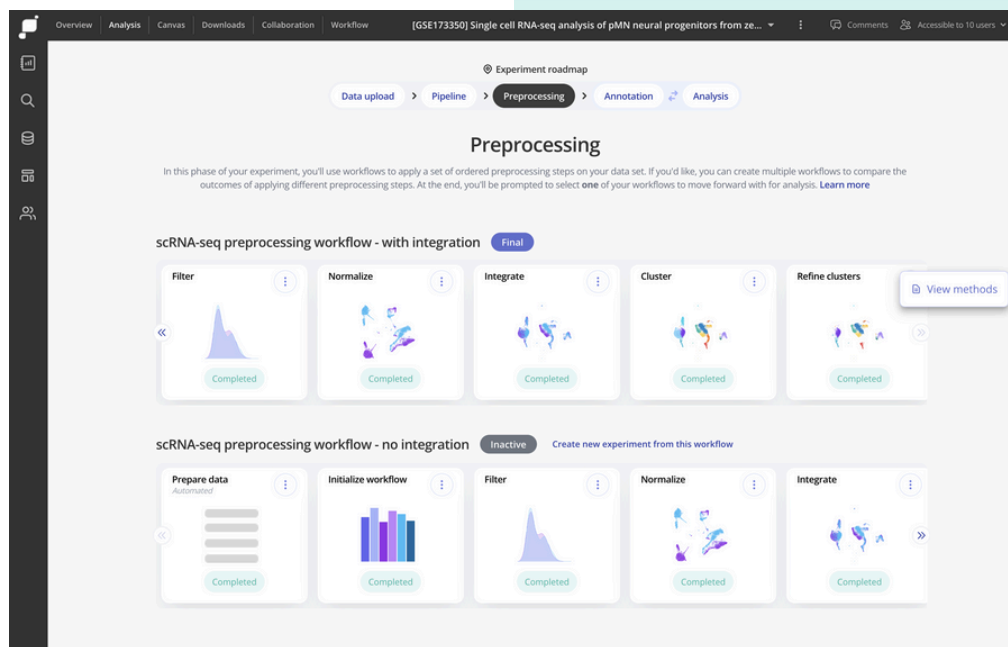 Overview Analysis Canvas Downloads Collaboration Workflow [GSE173350] Single cell RNA-seq analysis of pMN neural progenitors from ze... Comments Accessible to 10 users
Experiment roadmap
Data upload Pipeline Preprocessing Annotation Analysis
Preprocessing
In this phase of your experiment, you'll use workflows to apply a set of ordered preprocessing steps on your data set. If you'd like, you can create multiple workflows to compare the
outcomes of applying different preprocessing steps. At the end, you'll be prompted to select one of your workflows to move forward with for analysis. Learn more
scRNA-seq preprocessing workflow - with integration Final
Filter Normalize Integrate Cluster Refine clusters
View methods
Completed Completed Completed Completed Completed
scRNA-seq preprocessing workflow - no integration Inactive Create new experiment from this workflow
Prepare data Initialize workflow Filter Normalize Integrate
Automated
Completed Completed Completed Completed Completed